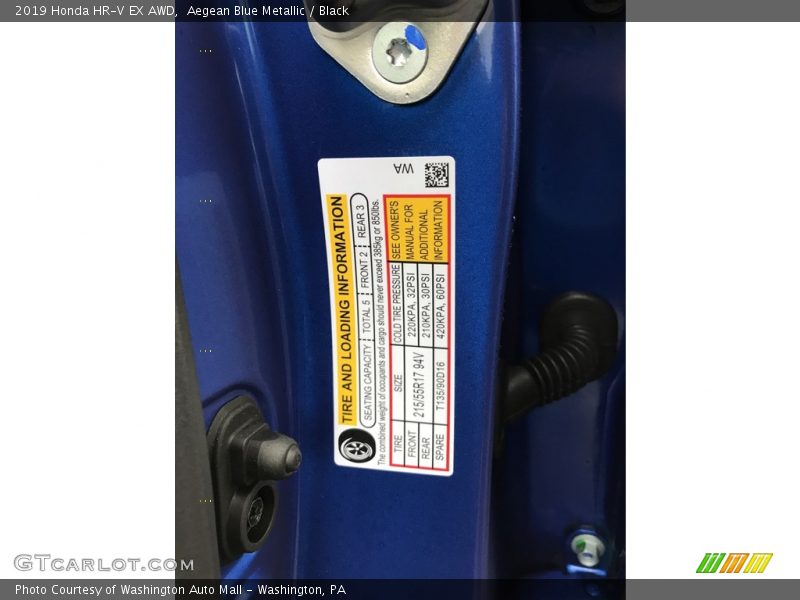 2019 Honda HR-V EX AWD,  Aegean Blue Metallic / Black
WA
TIRE AND LOADING INFORMATION
SEATING CAPACITY TOTAL 5 FRONT 2 REAR 3
The combined weight of occupants and cargo should never exceed 385kg or 850lbs.
TIRE SIZE COLD TIRE PRESSURE
FRONT 215/55R17 94V 220KPA, 32PSI
REAR 210KPA, 30PSI
SPARE T135/90D16 420KPA, 60PSI
SEE OWNER'S
MANUAL FOR
ADDITIONAL
INFORMATION
GTcarlot.com
Photo Courtesy of Washington Auto Mall - Washington, PA